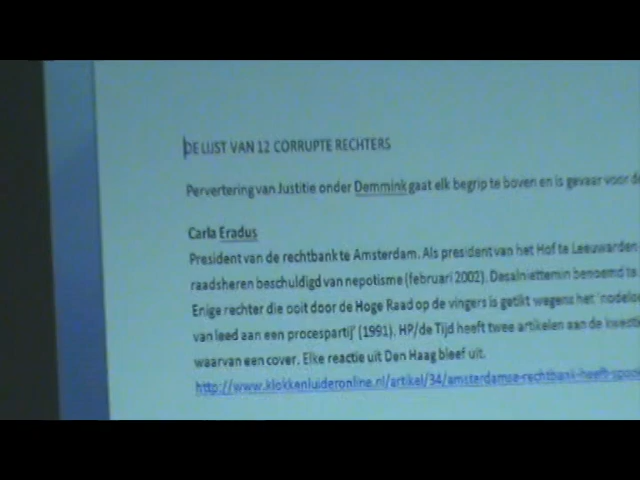 DE LIJST VAN 12 CORRUPTE RECHTERS
Pervertering van Justitie onder Demmink gaat elk begrip te boven en is gevaar voor de
Carla Eradus
President van de rechtbank te Amsterdam. Als president van het Hof te Leeuwarden
raadsheren beschuldigd van nepotisme (februari 2002). Desalniettemin benoemd te
Enige rechter die ooit door de Hoge Raad op de vingers is getikt wegens het 'nodeloo
van leed aan een procespartij' (1991). HP/de Tijd heeft twee artikelen aan de kwestie
waarvan een cover. Elke reactie uit Den Haag bleef uit.
http://www.klokkenluideronline.nl/artikel/34/amsterdamse-rechtbank-heeft-spook